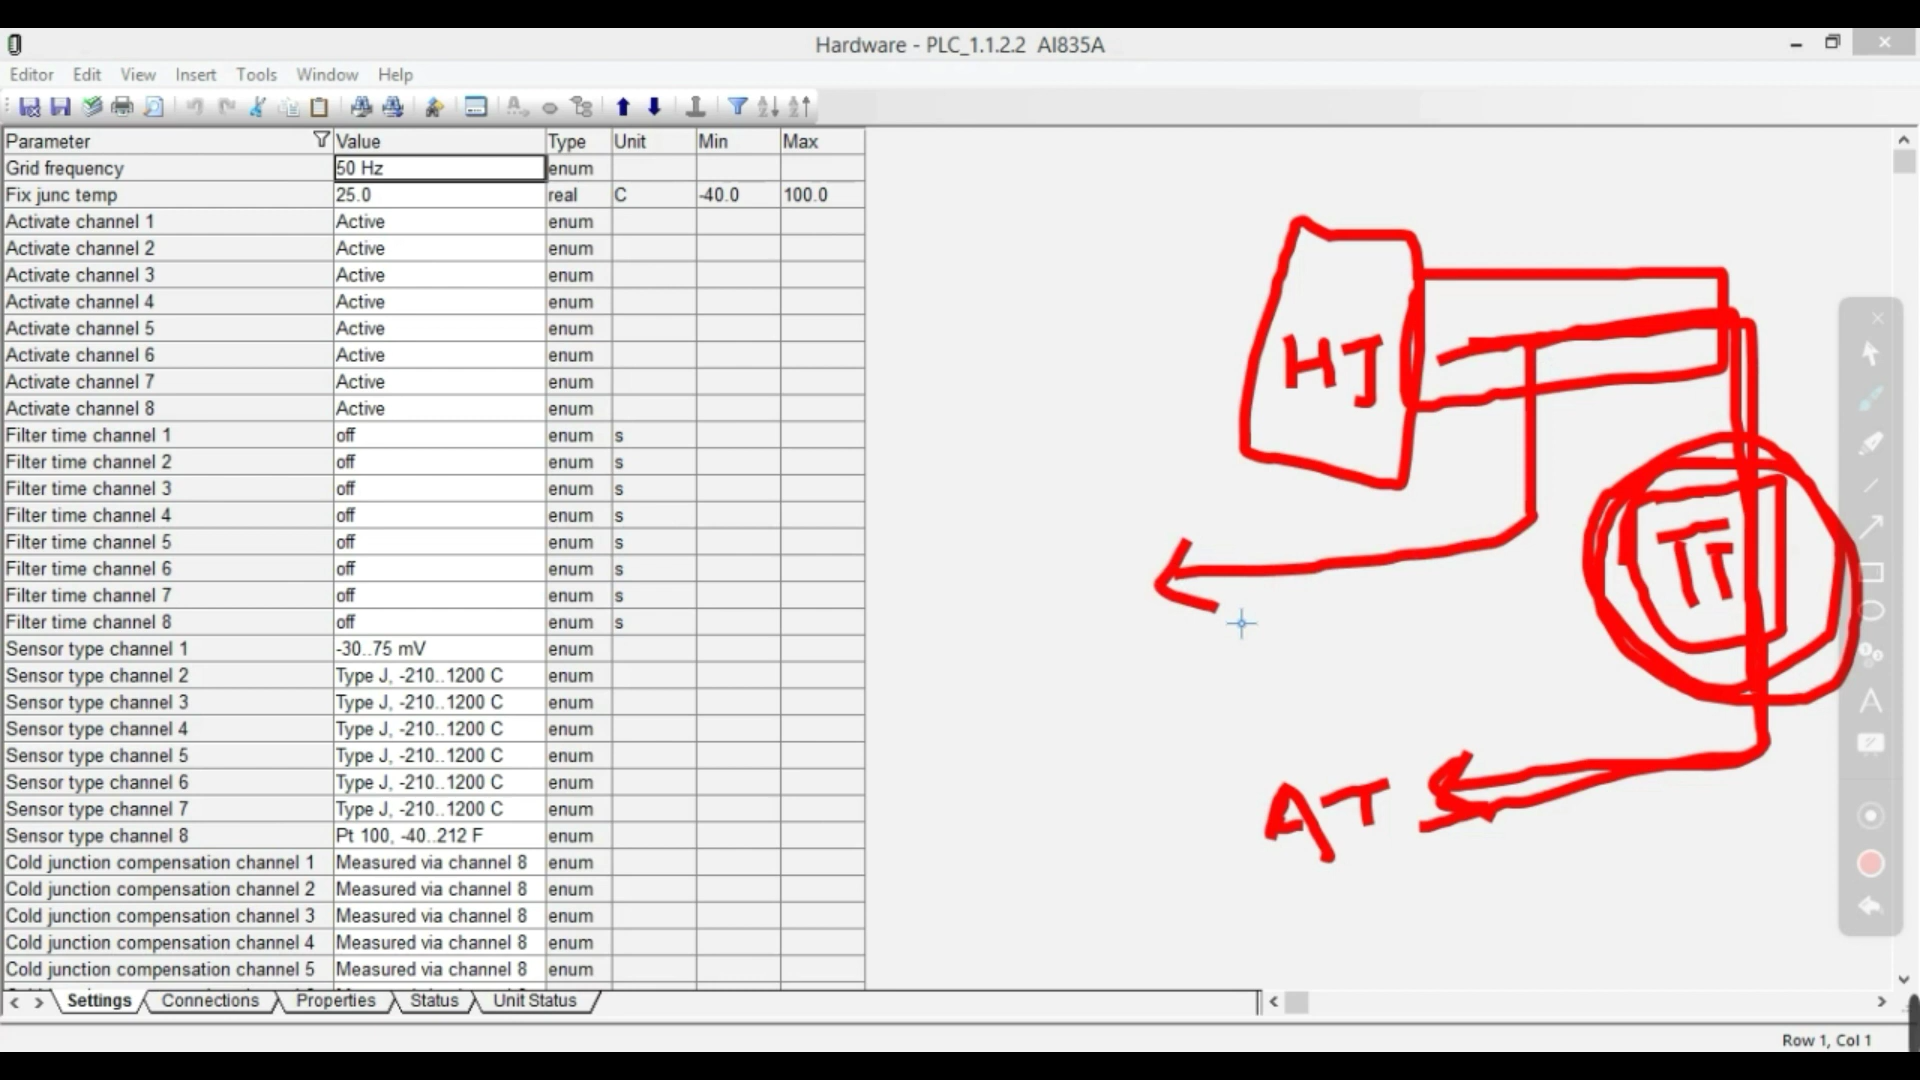 Hardware - PLC_1.1.2.2 AI835A
Editor Edit View Insert Tools Window Help
Parameter Value Type Unit Min Max
Grid frequency 50 Hz enum
Fix junc temp 25.0 real C -40.0 100.0
Activate channel 1 Active enum
Activate channel 2 Active enum
Activate channel 3 Active enum
Activate channel 4 Active enum
Activate channel 5 Active enum
Activate channel 6 Active enum
Activate channel 7 Active enum
Activate channel 8 Active enum
Filter time channel 1 off enum s
Filter time channel 2 off enum s
Filter time channel 3 off enum s
Filter time channel 4 off enum s
Filter time channel 5 off enum s
Filter time channel 6 off enum s
Filter time channel 7 off enum s
Filter time channel 8 off enum s
Sensor type channel 1 -30..75 mV enum
Sensor type channel 2 Type J, -210..1200 C enum
Sensor type channel 3 Type J, -210..1200 C enum
Sensor type channel 4 Type J, -210..1200 C enum
Sensor type channel 5 Type J, -210..1200 C enum
Sensor type channel 6 Type J, -210..1200 C enum
Sensor type channel 7 Type J, -210..1200 C enum
Sensor type channel 8 Pt 100, -40..212 F enum
Cold junction compensation channel 1 Measured via channel 8 enum
Cold junction compensation channel 2 Measured via channel 8 enum
Cold junction compensation channel 3 Measured via channel 8 enum
Cold junction compensation channel 4 Measured via channel 8 enum
Cold junction compensation channel 5 Measured via channel 8 enum
HJ
AT
Settings Connections Properties Status Unit Status
Row 1, Col 1